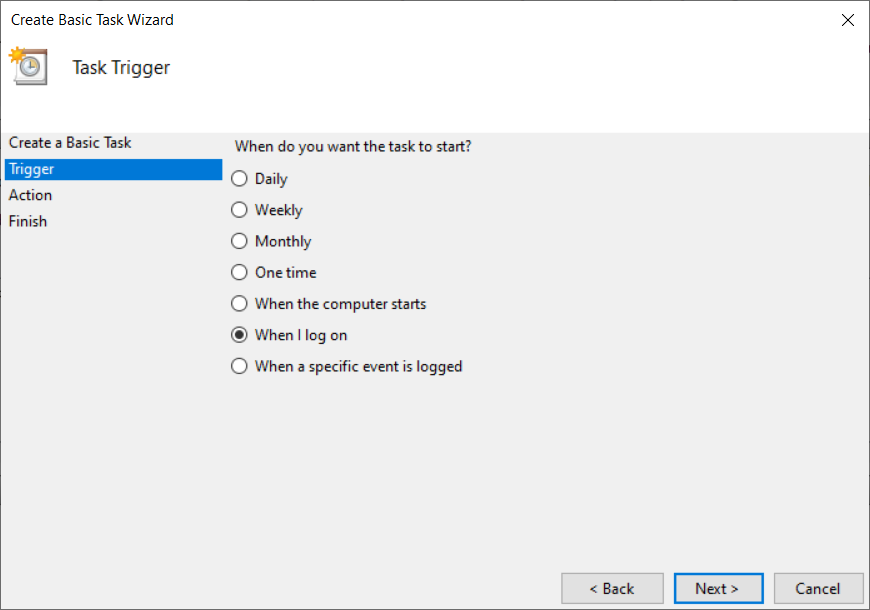 Create Basic Task Wizard
Task Trigger
Create a Basic Task
Trigger
Action
Finish
When do you want the task to start?
Daily
Weekly
Monthly
One time
When the computer starts
When I log on
When a specific event is logged
< Back
Next >
Cancel